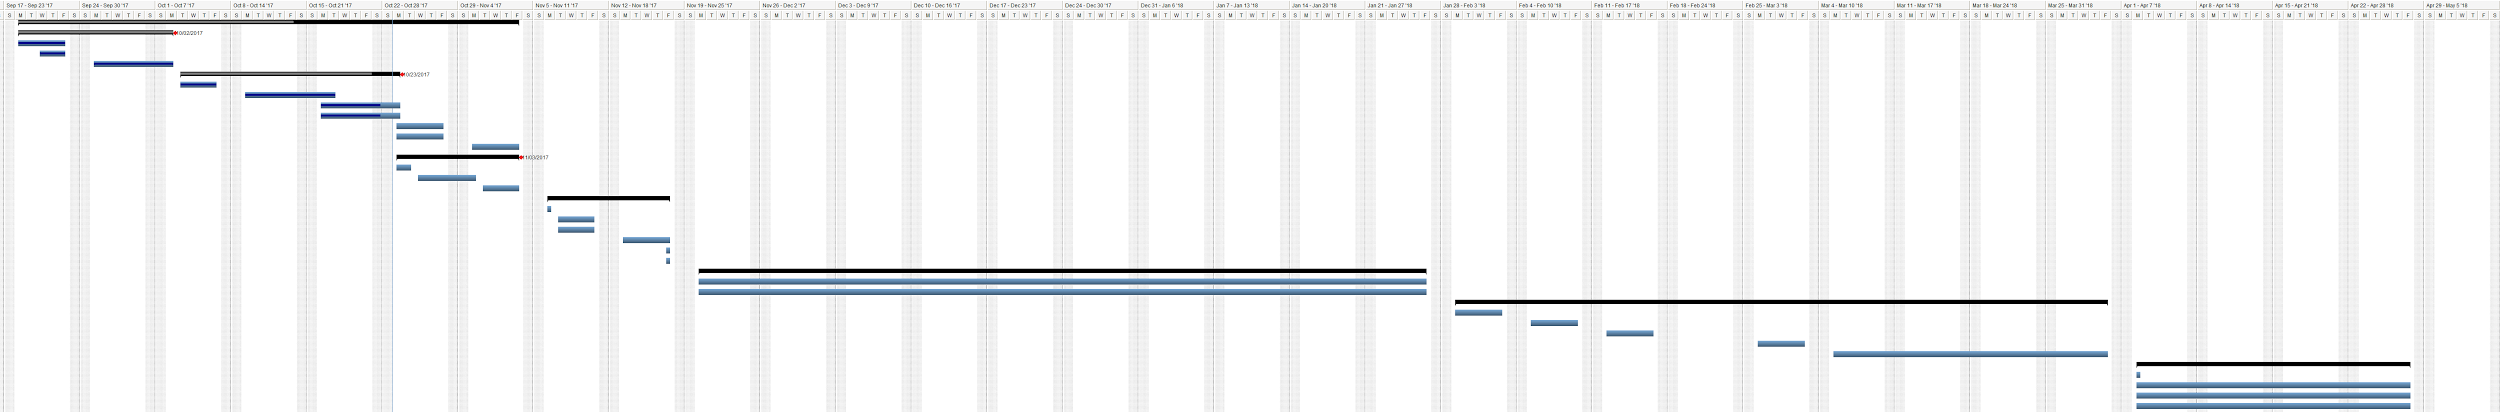 Sep 17 - Sep 23 '17 Sep 24 - Sep 30 '17 Oct 1 - Oct 7 '17 Oct 8 - Oct 14 '17 Oct 15 - Oct 21 '17 Oct 22 - Oct 28 '17 Oct 29 - Nov 4 '17 Nov 5 - Nov 11 '17 Nov 12 - Nov 18 '17 Nov 19 - Nov 25 '17 Nov 26 - Dec 2 '17 Dec 3 - Dec 9 '17 Dec 10 - Dec 16 '17 Dec 17 - Dec 23 '17 Dec 24 - Dec 30 '17 Dec 31 - Jan 6 '18 Jan 7 - Jan 13 '18 Jan 14 - Jan 20 '18 Jan 21 - Jan 27 '18 Jan 28 - Feb 3 '18 Feb 4 - Feb 10 '18 Feb 11 - Feb 17 '18 Feb 18 - Feb 24 '18 Feb 25 - Mar 3 '18 Mar 4 - Mar 10 '18 Mar 11 - Mar 17 '18 Mar 18 - Mar 24 '18 Mar 25 - Mar 31 '18 Apr 1 - Apr 7 '18 Apr 8 - Apr 14 '18 Apr 15 - Apr 21 '18 Apr 22 - Apr 28 '18 Apr 29 - May 5 '18
S M T W T F S S M T W T F S S M T W T F S S M T W T F S S M T W T F S S M T W T F S S M T W T F S S M T W T F S S M T W T F S S M T W T F S S M T W T F S S M T W T F S S M T W T F S S M T W T F S S M T W T F S S M T W T F S S M T W T F S S M T W T F S S M T W T F S S M T W T F S S M T W T F S S M T W T F S S M T W T F S S M T W T F S S M T W T F S S M T W T F S S M T W T F S S M T W T F S S M T W T F S S M T W T F S S M T W T F S S M T W T F S S M T W T F S S M T W T F S
10/02/2017
10/23/2017
11/03/2017